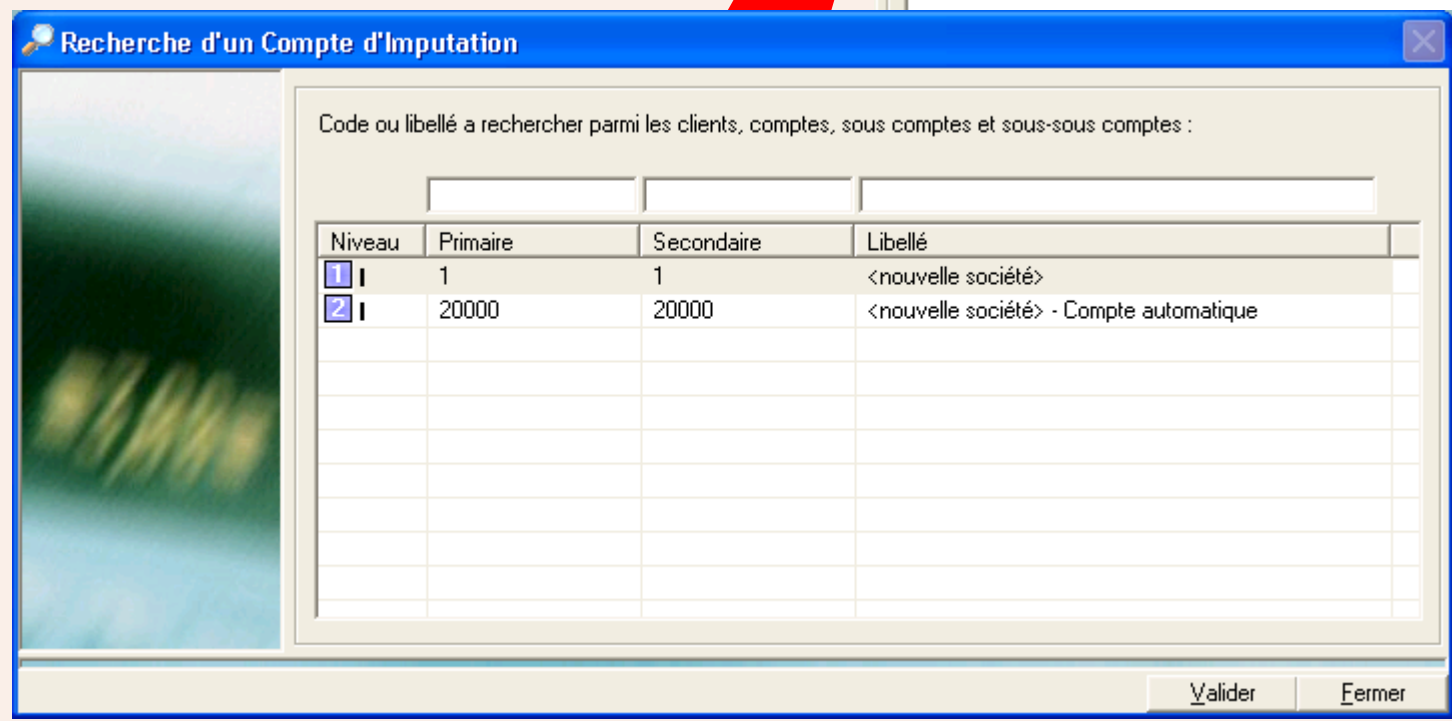 Recherche d'un Compte d'Imputation
Code ou libellé a rechercher parmi les clients, comptes, sous comptes et sous-sous comptes :
Niveau Primaire Secondaire Libellé
1 1 1 <nouvelle société>
2 20000 20000 <nouvelle société> - Compte automatique
Valider Fermer